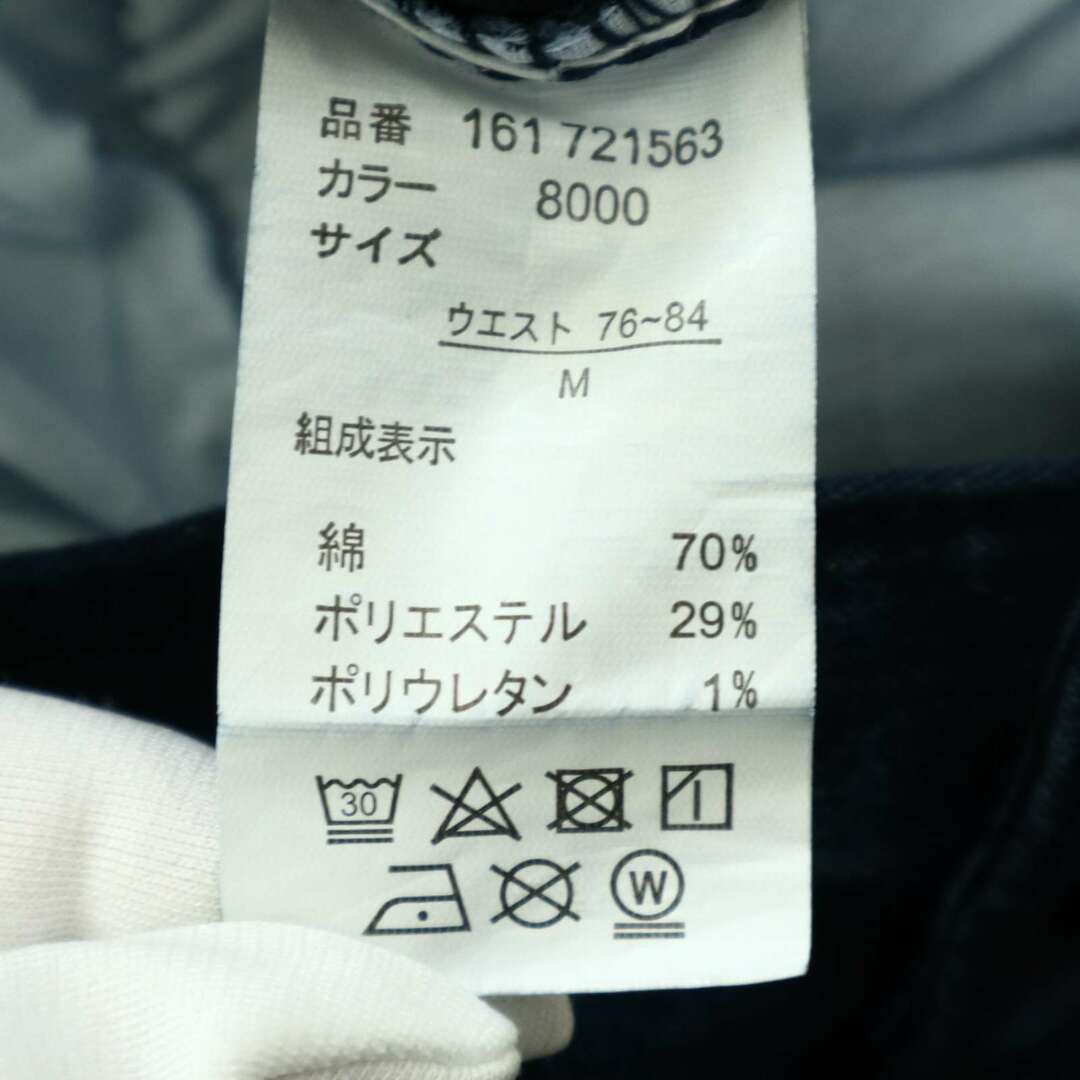 品番 161 721563
カラー 8000
サイズ
ウエスト 76~84
M
組成表示
綿 70%
ポリエステル 29%
ポリウレタン 1%
30
W